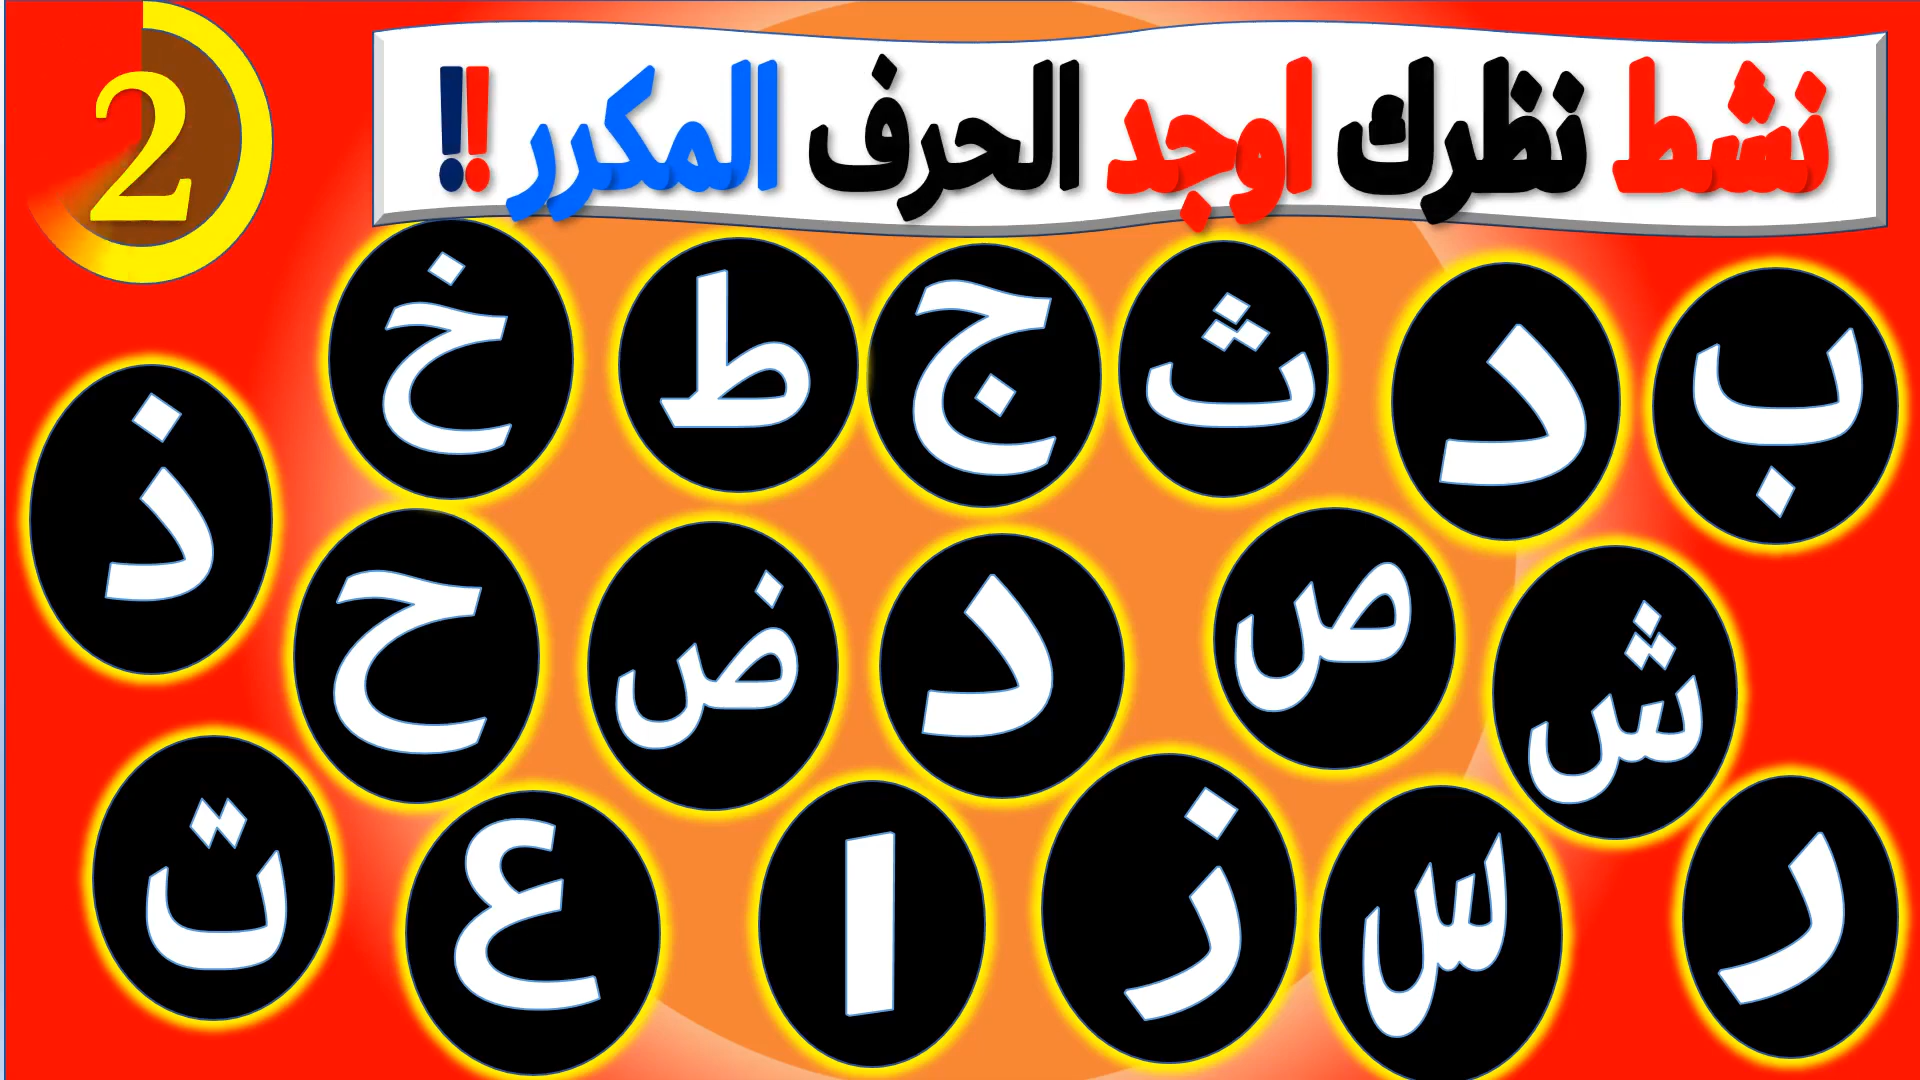 2
نشط نظرك اوجد الحرف المكرر !!
ب د ث ج ط خ
ذ
ش ص د ض ح
ر س ز ا ع ت